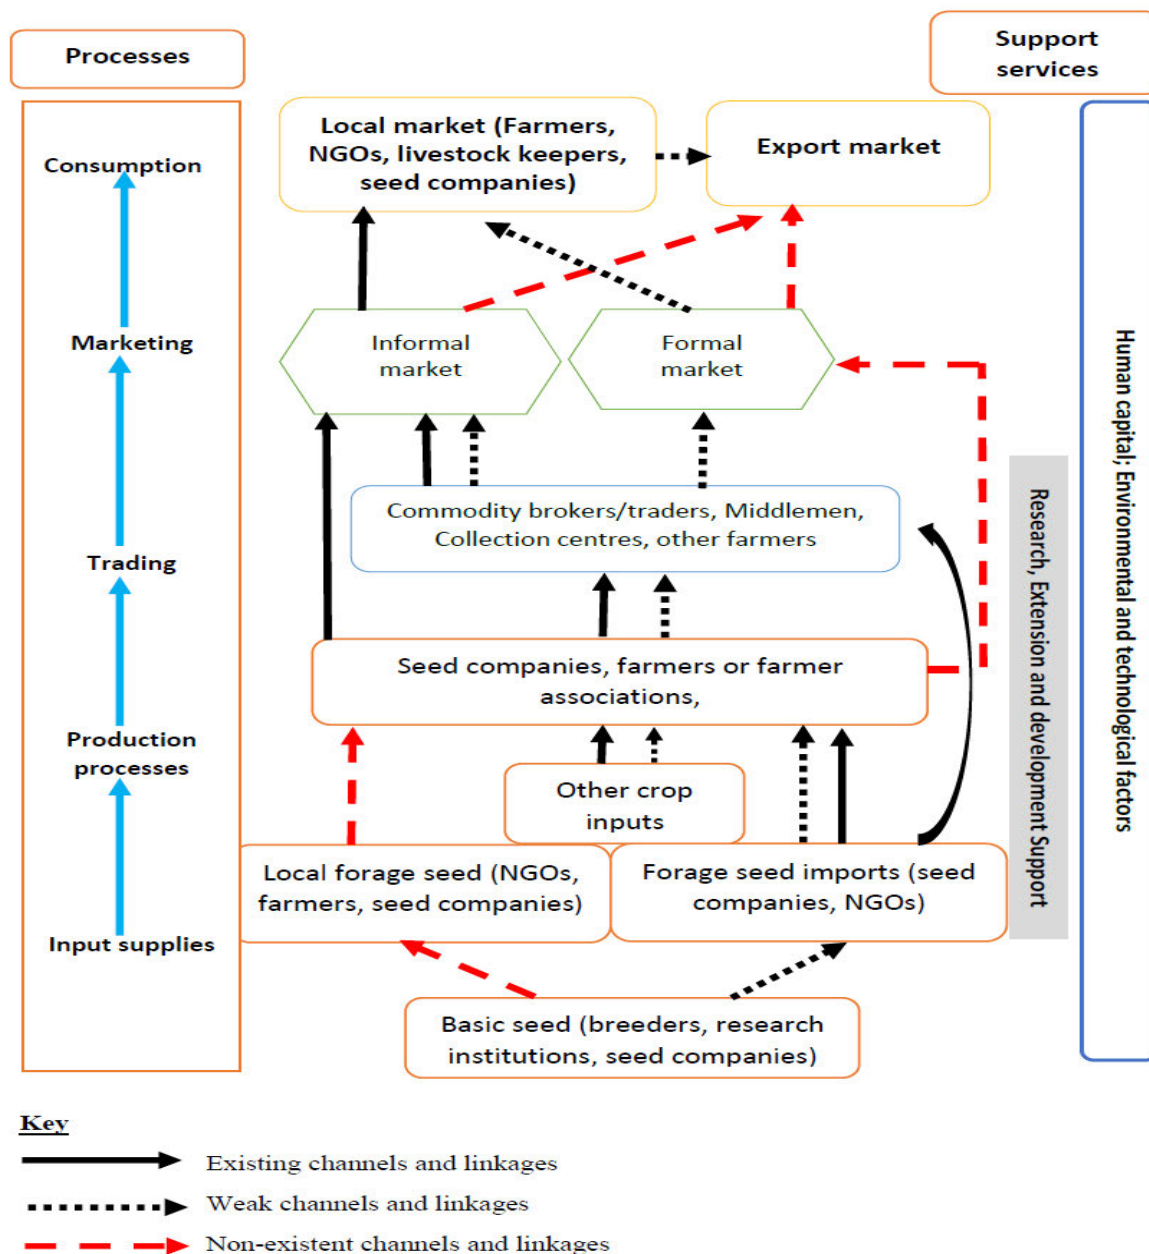 Processes
Support
services
Consumption
Marketing
Trading
Production
processes
Input supplies
Local market (Farmers,
NGOs, livestock keepers,
seed companies)
Export market
Informal
market
Formal
market
Commodity brokers/traders, Middlemen,
Collection centres, other farmers
Seed companies, farmers or farmer
associations,
Other crop
inputs
Local forage seed (NGOs,
farmers, seed companies)
Forage seed imports (seed
companies, NGOs)
Basic seed (breeders, research
institutions, seed companies)
Research, Extension and development Support
Human capital; Environmental and technological factors
Key
Existing channels and linkages
Weak channels and linkages
Non-existent channels and linkages